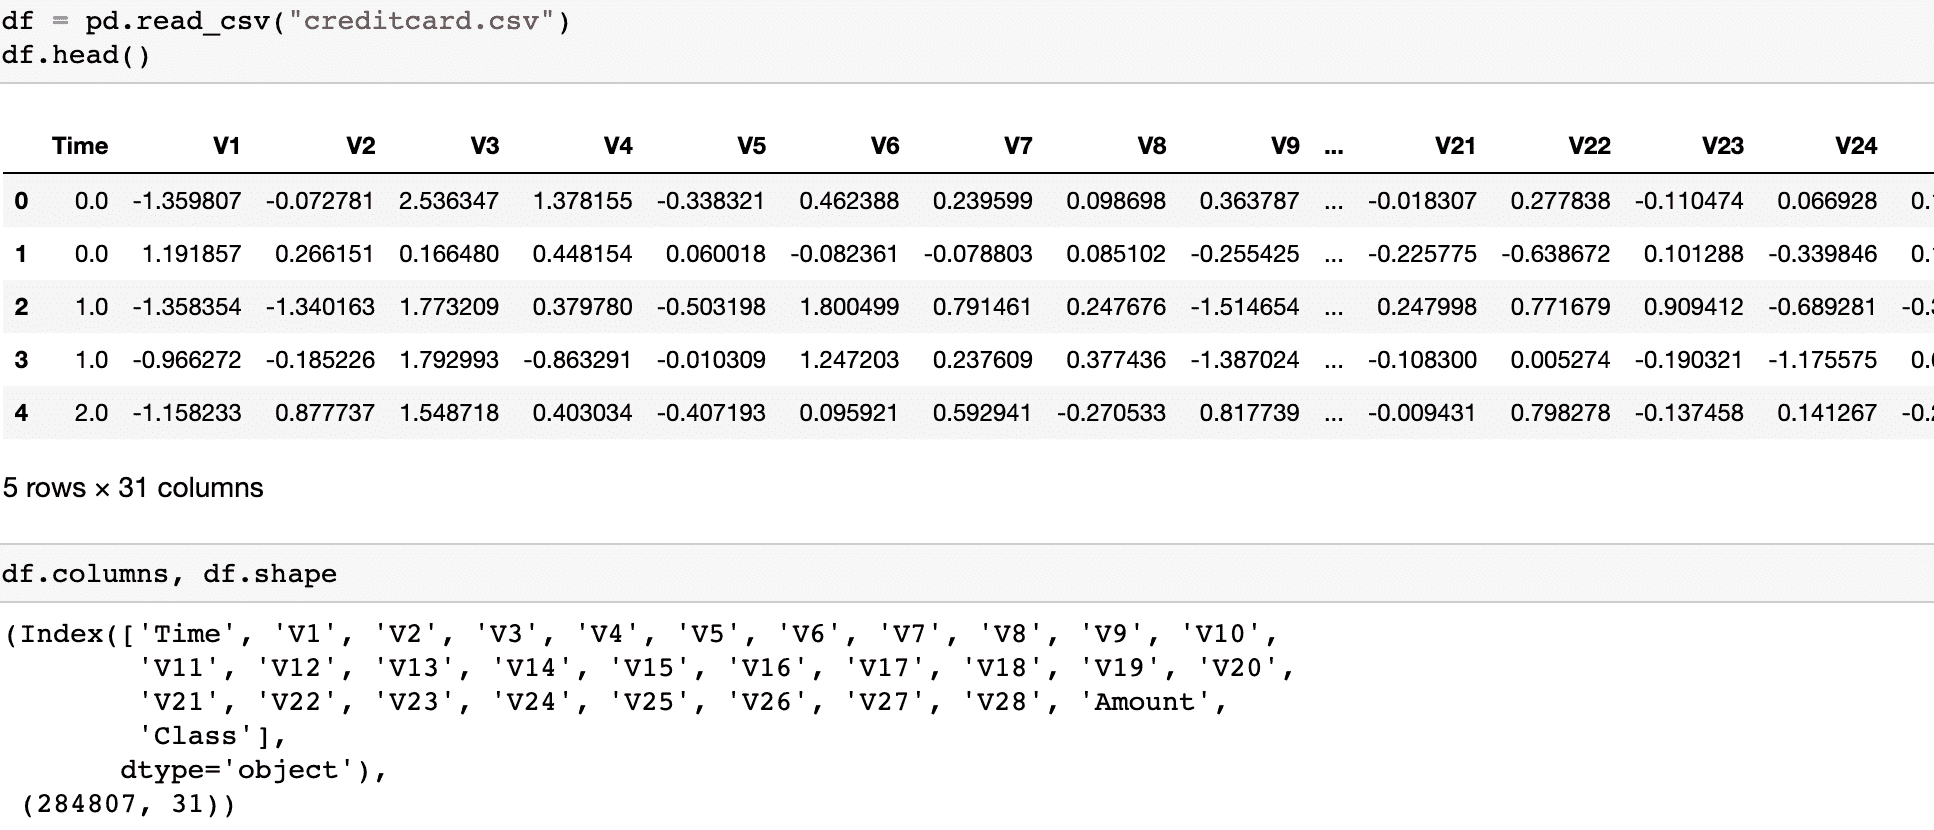 df = pd.read_csv("creditcard.csv")
df.head()
Time V1 V2 V3 V4 V5 V6 V7 V8 V9 ... V21 V22 V23 V24
0 0.0 -1.359807 -0.072781 2.536347 1.378155 -0.338321 0.462388 0.239599 0.098698 0.363787 ... -0.018307 0.277838 -0.110474 0.066928 0.
1 0.0 1.191857 0.266151 0.166480 0.448154 0.060018 -0.082361 -0.078803 0.085102 -0.255425 ... -0.225775 -0.638672 0.101288 -0.339846 0.
2 1.0 -1.358354 -1.340163 1.773209 0.379780 -0.503198 1.800499 0.791461 0.247676 -1.514654 ... 0.247998 0.771679 0.909412 -0.689281 -0.
3 1.0 -0.966272 -0.185226 1.792993 -0.863291 -0.010309 1.247203 0.237609 0.377436 -1.387024 ... -0.108300 0.005274 -0.190321 -1.175575 0.
4 2.0 -1.158233 0.877737 1.548718 0.403034 -0.407193 0.095921 0.592941 -0.270533 0.817739 ... -0.009431 0.798278 -0.137458 0.141267 -0.
5 rows × 31 columns
df.columns, df.shape
(Index(['Time', 'V1', 'V2', 'V3', 'V4', 'V5', 'V6', 'V7', 'V8', 'V9', 'V10',
'V11', 'V12', 'V13', 'V14', 'V15', 'V16', 'V17', 'V18', 'V19', 'V20',
'V21', 'V22', 'V23', 'V24', 'V25', 'V26', 'V27', 'V28', 'Amount',
'Class'],
dtype='object'),
(284807, 31))